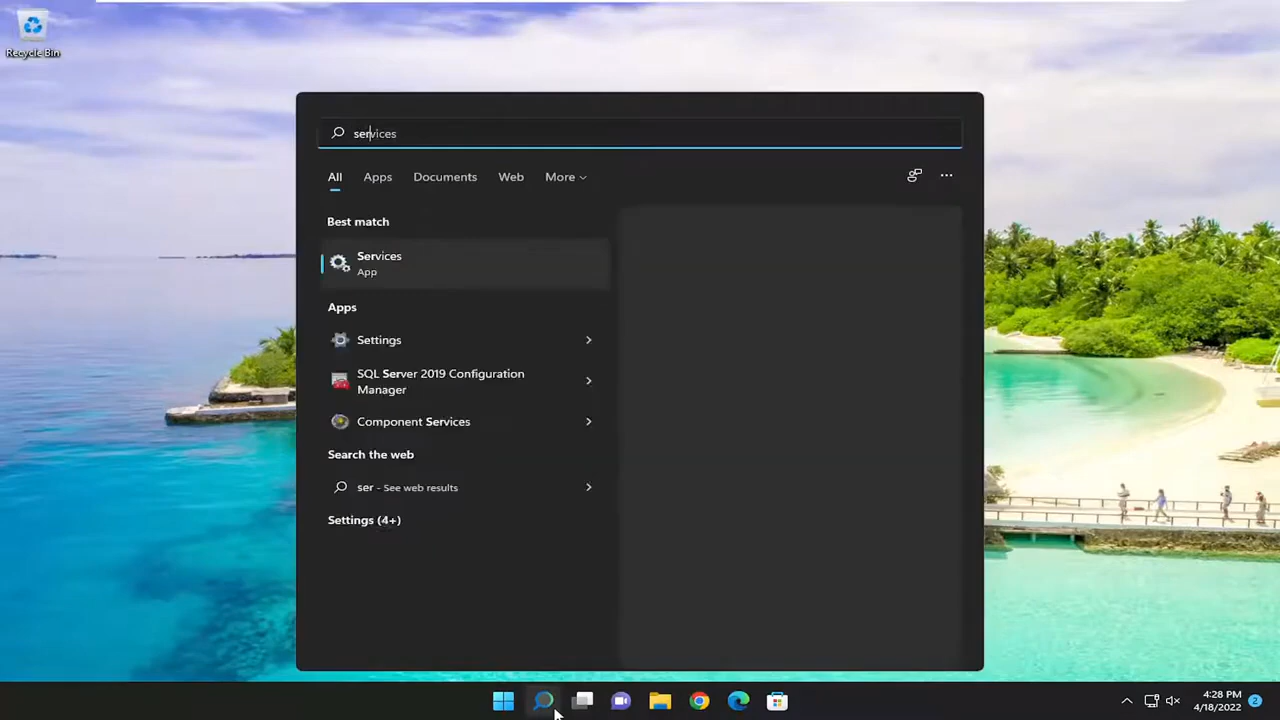 Recycle Bin
services
All Apps Documents Web More
Best match
Services
App
Apps
Settings
SQL Server 2019 Configuration
Manager
Component Services
Search the web
ser - See web results
Settings (4+)
4:28 PM
4/18/2022
2